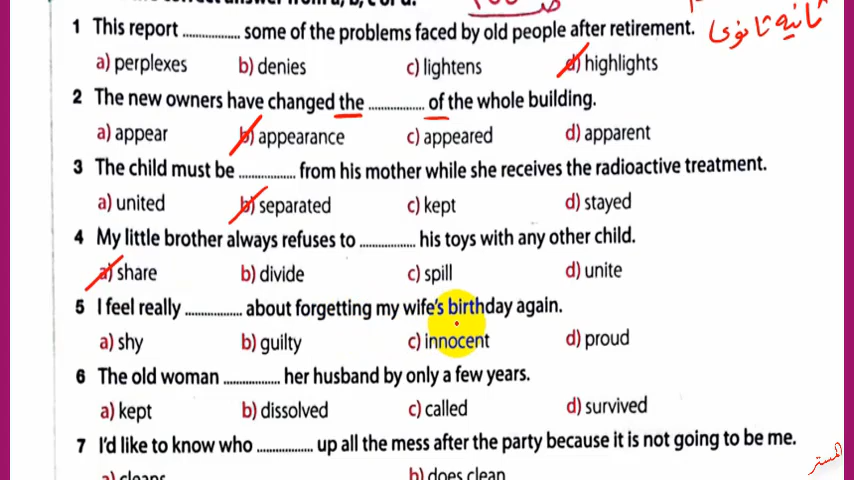 1 This report ............... some of the problems faced by old people after retirement.
a) perplexes b) denies c) lightens d) highlights
2 The new owners have changed the ............... of the whole building.
a) appear b) appearance c) appeared d) apparent
3 The child must be ............... from his mother while she receives the radioactive treatment.
a) united b) separated c) kept d) stayed
4 My little brother always refuses to ............... his toys with any other child.
a) share b) divide c) spill d) unite
5 I feel really ............... about forgetting my wife's birthday again.
a) shy b) guilty c) innocent d) proud
6 The old woman ............... her husband by only a few years.
a) kept b) dissolved c) called d) survived
7 I'd like to know who ............... up all the mess after the party because it is not going to be me.
a) cleans b) does clean
ثانية ثانوى
المستر